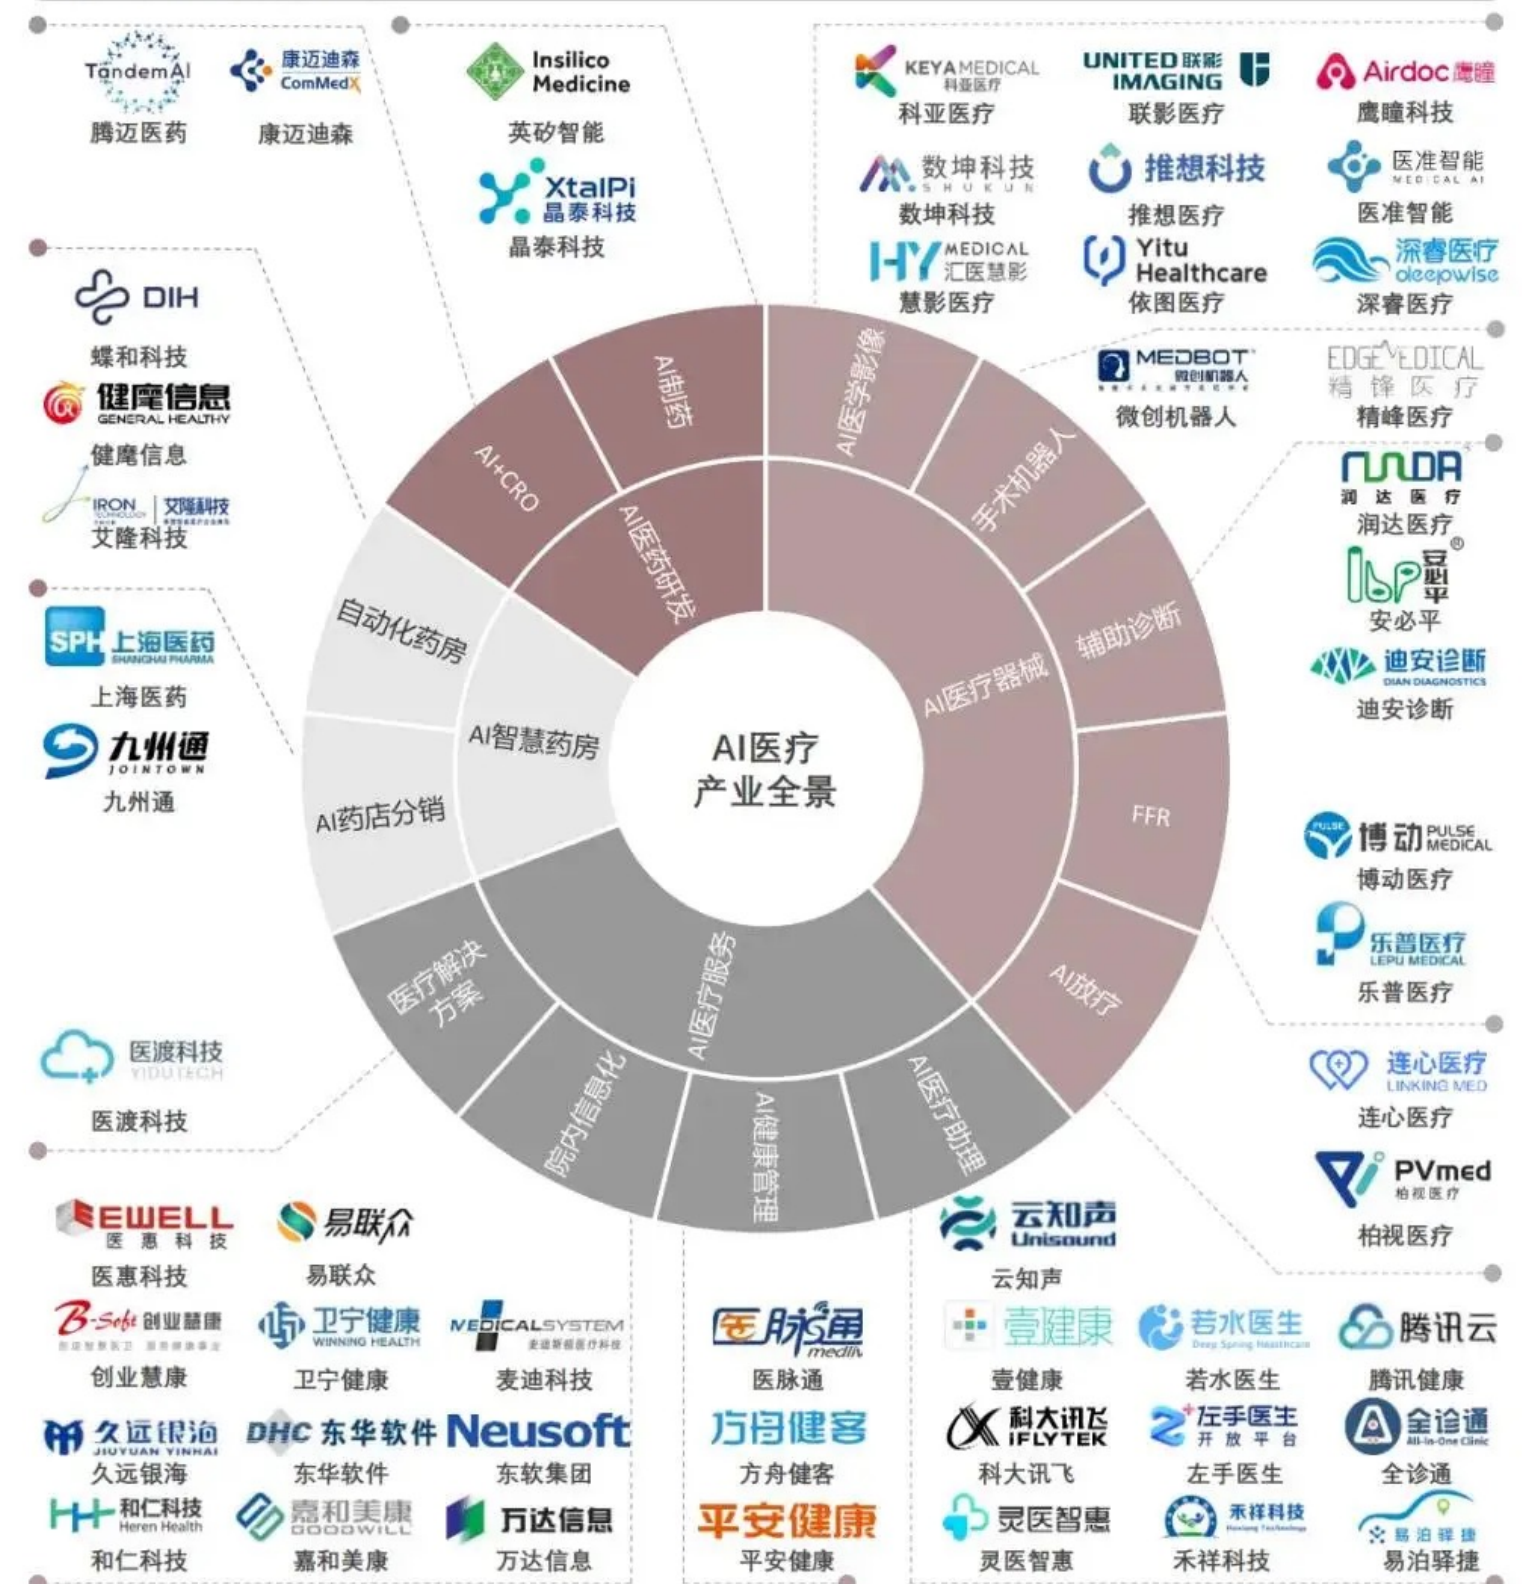 TandemAI
腾迈医药
康迈迪森
ComMedX
康迈迪森
Insilico
Medicine
英矽智能
XtalPi
晶泰科技
晶泰科技
KEYA MEDICAL
科亚医疗
科亚医疗
UNITED 联影
IMAGING
联影医疗
Airdoc 鹰瞳
鹰瞳科技
数坤科技
SHUKUN
数坤科技
推想科技
推想医疗
医准智能
MEDICAL AI
医准智能
HY MEDICAL
汇医慧影
慧影医疗
Yitu
Healthcare
依图医疗
深睿医疗
deepwise
深睿医疗
DIH
蝶和科技
健麾信息
GENERAL HEALTHY
健麾信息
IRON
TECHNOLOGY
艾隆科技
艾隆科技
SPH 上海医药
SHANGHAI PHARMA
上海医药
九州通
JOINTOWN
九州通
MEDBOT
微创机器人
微创机器人
EDGE MEDICAL
精锋医疗
精峰医疗
RUNDA
润达医疗
润达医疗
lbp 安必平®
安必平
迪安诊断
DIAN DIAGNOSTICS
迪安诊断
PULSE
博动 PULSE
MEDICAL
博动医疗
乐普医疗
LEPU MEDICAL
乐普医疗
连心医疗
LINKING MED
连心医疗
PVmed
柏视医疗
柏视医疗
AI医疗
产业全景
AI医药研发
AI医疗器械
AI医疗服务
AI智慧药房
AI+CRO
AI制药
AI医学影像
手术机器人
辅助诊断
FFR
AI放疗
AI医疗助理
AI健康管理
院内信息化
医疗解决
方案
AI药店分销
自动化药房
医渡科技
YIDUTECH
医渡科技
EWELL
医惠科技
医惠科技
易联众
易联众
B-Soft 创业慧康
创业慧康
卫宁健康
WINNING HEALTH
卫宁健康
MEDICALSYSTEM
麦迪斯顿医疗科技
麦迪科技
久远银海
JIUYUAN YINHAI
久远银海
DHC 东华软件
东华软件
Neusoft
东软集团
和仁科技
Heren Health
和仁科技
嘉和美康
GOODWILL
嘉和美康
万达信息
万达信息
医脉通
medlive
医脉通
方舟健客
方舟健客
平安健康
平安健康
云知声
Unisound
云知声
壹健康
壹健康
若水医生
Deep Spring Healthcare
若水医生
腾讯云
腾讯健康
科大讯飞
IFLYTEK
科大讯飞
左手医生
开放平台
左手医生
全诊通
All-in-One Clinic
全诊通
灵医智惠
灵医智惠
禾祥科技
Hexiang Technology
禾祥科技
易泊驿捷
易泊驿捷